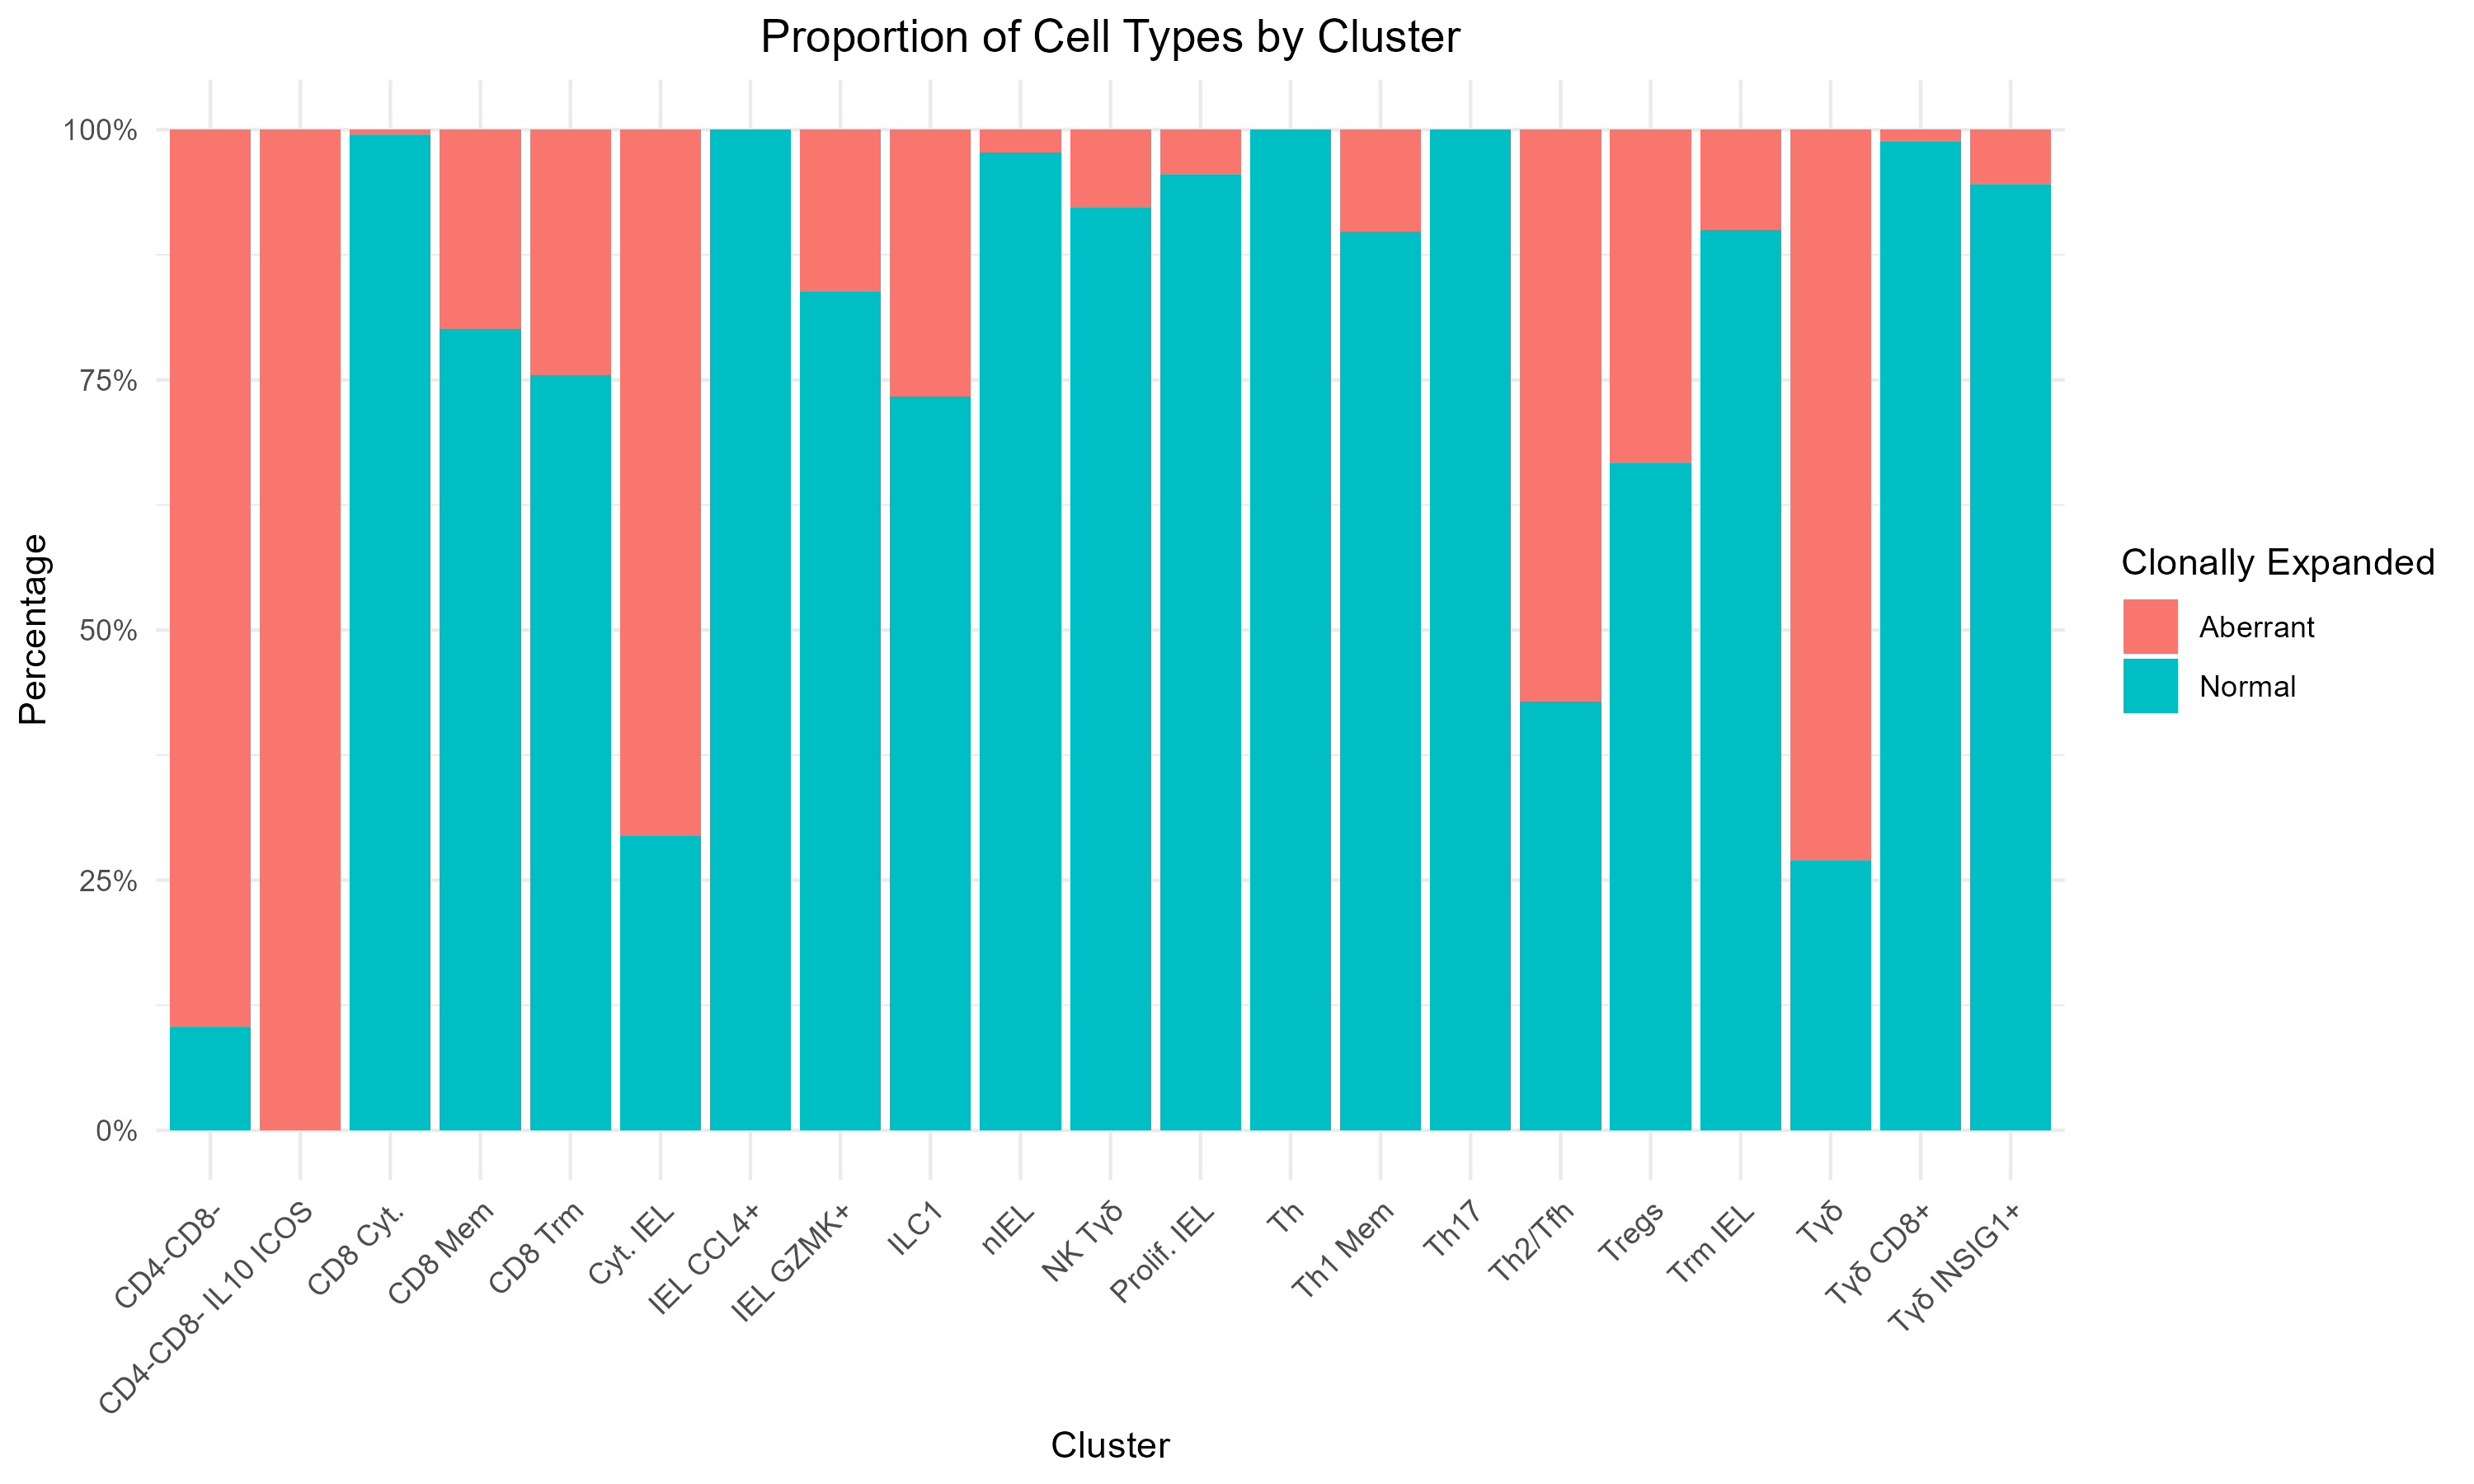 Proportion of Cell Types by Cluster
100%
75%
50%
25%
0%
Percentage
CD4-CD8-
CD4-CD8- IL10 ICOS
CD8 Cyt.
CD8 Mem
CD8 Trm
Cyt. IEL
IEL CCL4+
IEL GZMK+
ILC1
nIEL
NK Tγδ
Prolif. IEL
Th
Th1 Mem
Th17
Th2/Tfh
Tregs
Trm IEL
Tγδ
Tγδ CD8+
Tγδ INSIG1+
Cluster
Clonally Expanded
Aberrant
Normal